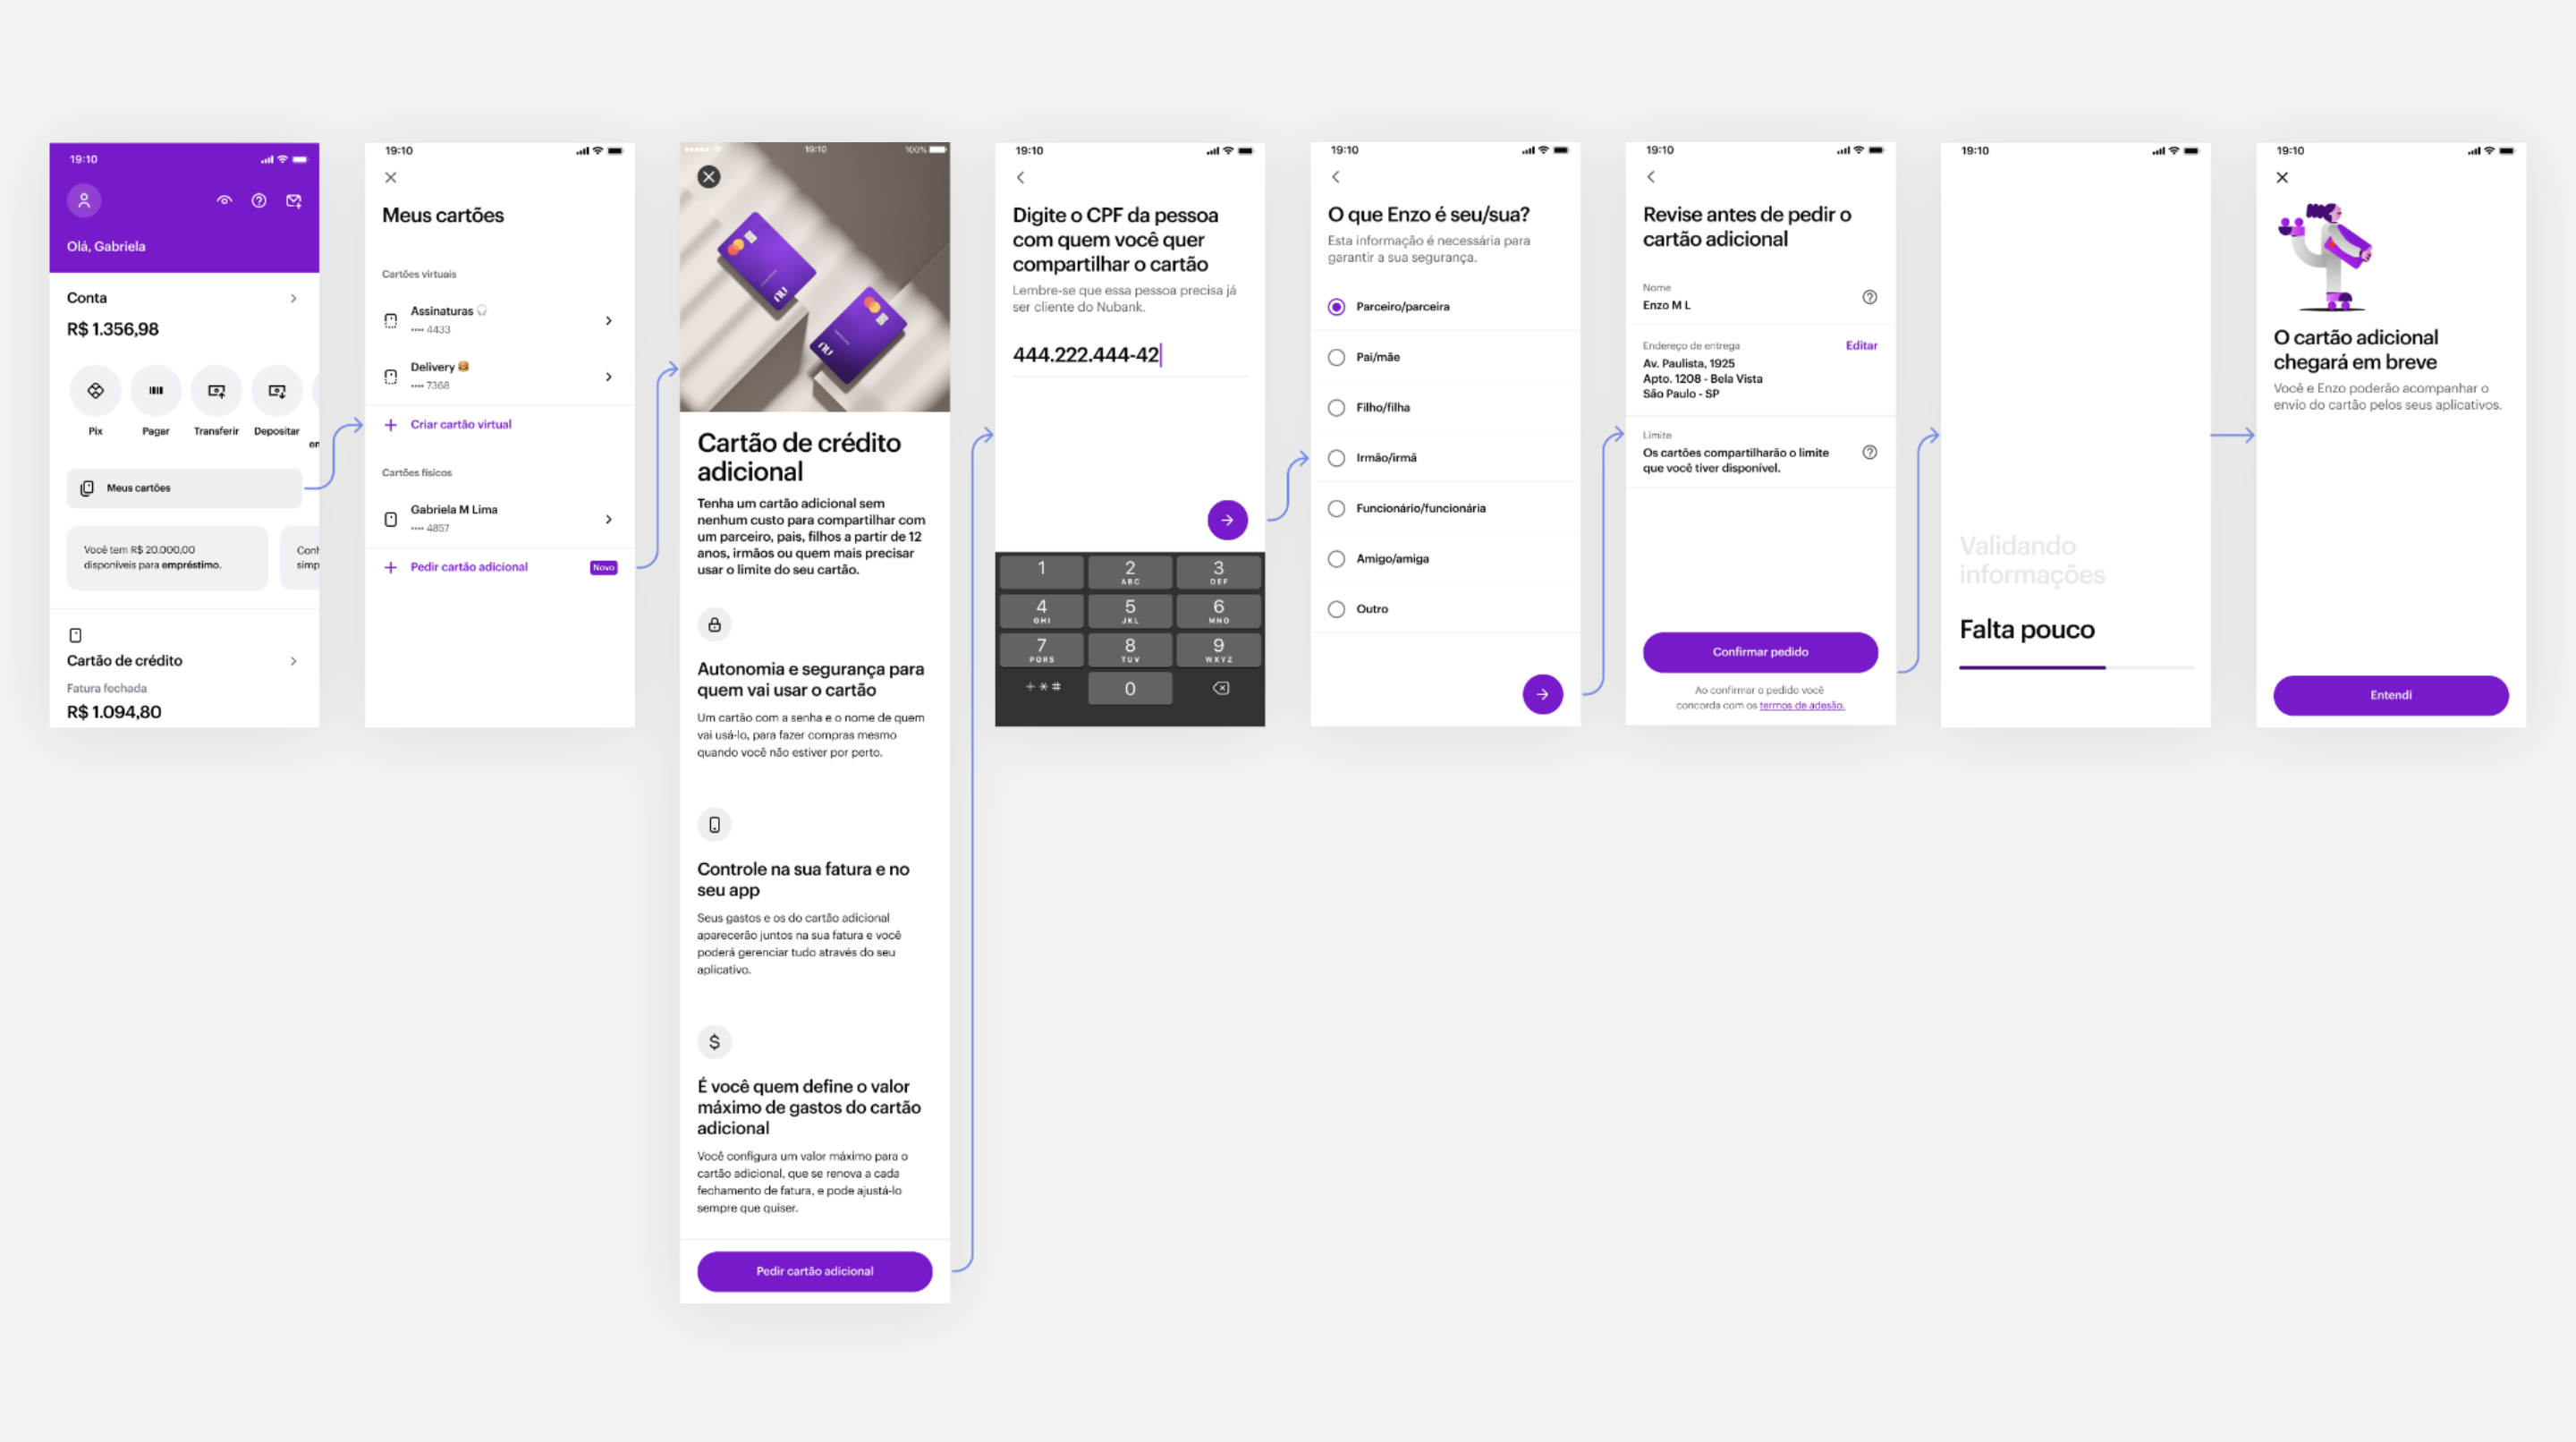 19:10
Olá, Gabriela
Conta
R$ 1.356,98
Pix
Pagar
Transferir
Depositar
en
Meus cartões
Você tem R$ 20.000,00
disponíveis para empréstimo.
Conh
simp
Cartão de crédito
Fatura fechada
R$ 1.094,80
19:10
Meus cartões
Cartões virtuais
Assinaturas
•••• 4433
Delivery
•••• 7368
+ Criar cartão virtual
Cartões físicos
Gabriela M Lima
•••• 4857
+ Pedir cartão adicional
Novo
19:10
100%
nu
nu
Cartão de crédito
adicional
Tenha um cartão adicional sem
nenhum custo para compartilhar com
um parceiro, pais, filhos a partir de 12
anos, irmãos ou quem mais precisar
usar o limite do seu cartão.
Autonomia e segurança para
quem vai usar o cartão
Um cartão com a senha e o nome de quem
vai usá-lo, para fazer compras mesmo
quando você não estiver por perto.
Controle na sua fatura e no
seu app
Seus gastos e os do cartão adicional
aparecerão juntos na sua fatura e você
poderá gerenciar tudo através do seu
aplicativo.
$
É você quem define o valor
máximo de gastos do cartão
adicional
Você configura um valor máximo para o
cartão adicional, que se renova a cada
fechamento de fatura, e pode ajustá-lo
sempre que quiser.
Pedir cartão adicional
19:10
Digite o CPF da pessoa
com quem você quer
compartilhar o cartão
Lembre-se que essa pessoa precisa já
ser cliente do Nubank.
444.222.444-42
1 2 3
ABC DEF
4 5 6
GHI JKL MNO
7 8 9
PQRS TUV WXYZ
+ * # 0
19:10
O que Enzo é seu/sua?
Esta informação é necessária para
garantir a sua segurança.
Parceiro/parceira
Pai/mãe
Filho/filha
Irmão/irmã
Funcionário/funcionária
Amigo/amiga
Outro
19:10
Revise antes de pedir o
cartão adicional
Nome
Enzo M L
Endereço de entrega
Editar
Av. Paulista, 1925
Apto. 1208 - Bela Vista
São Paulo - SP
Limite
Os cartões compartilharão o limite
que você tiver disponível.
Confirmar pedido
Ao confirmar o pedido você
concorda com os termos de adesão.
19:10
Validando
informações
Falta pouco
19:10
O cartão adicional
chegará em breve
Você e Enzo poderão acompanhar o
envio do cartão pelos seus aplicativos.
Entendi